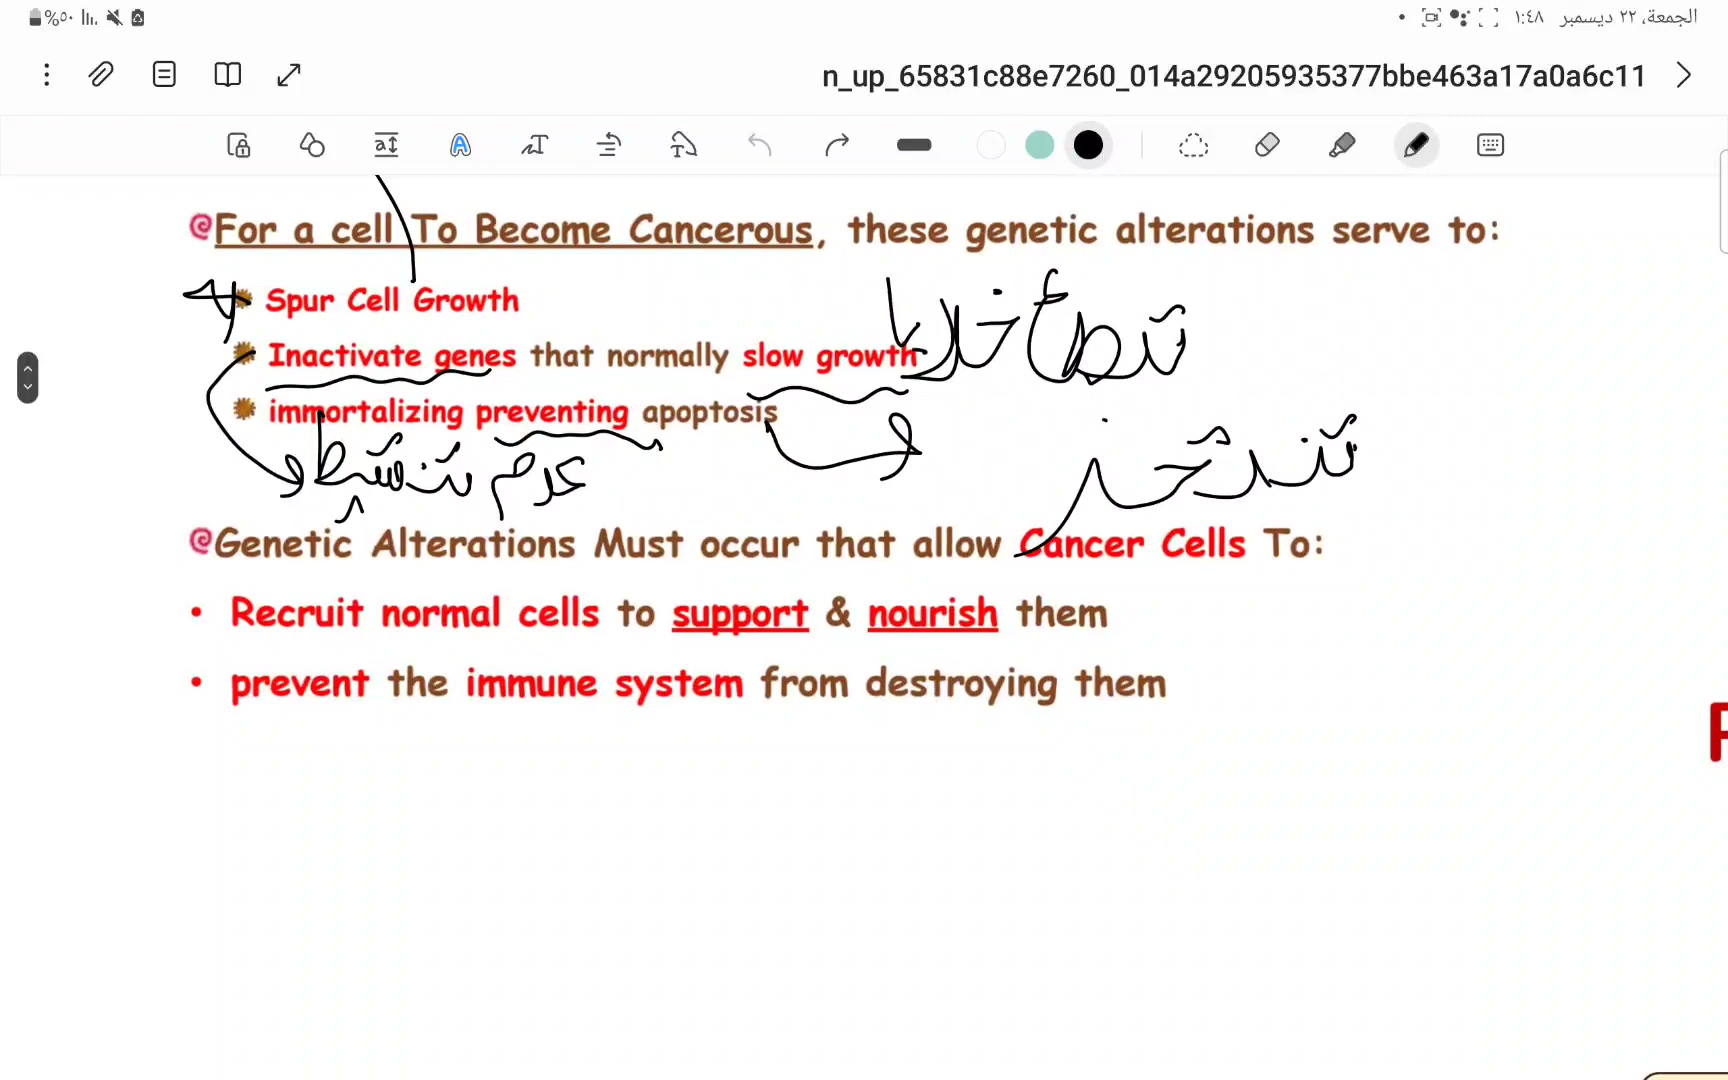 %٥٠ الجمعة، ٢٢ ديسمبر ١:٤٨
n_up_65831c88e7260_014a29205935377bbe463a17a0a6c11
For a cell To Become Cancerous, these genetic alterations serve to:
Spur Cell Growth
Inactivate genes that normally slow growth
خلايا
immortalizing preventing apoptosis
عدم تنشيط
Genetic Alterations Must occur that allow Cancer Cells To:
• Recruit normal cells to support & nourish them
• prevent the immune system from destroying them